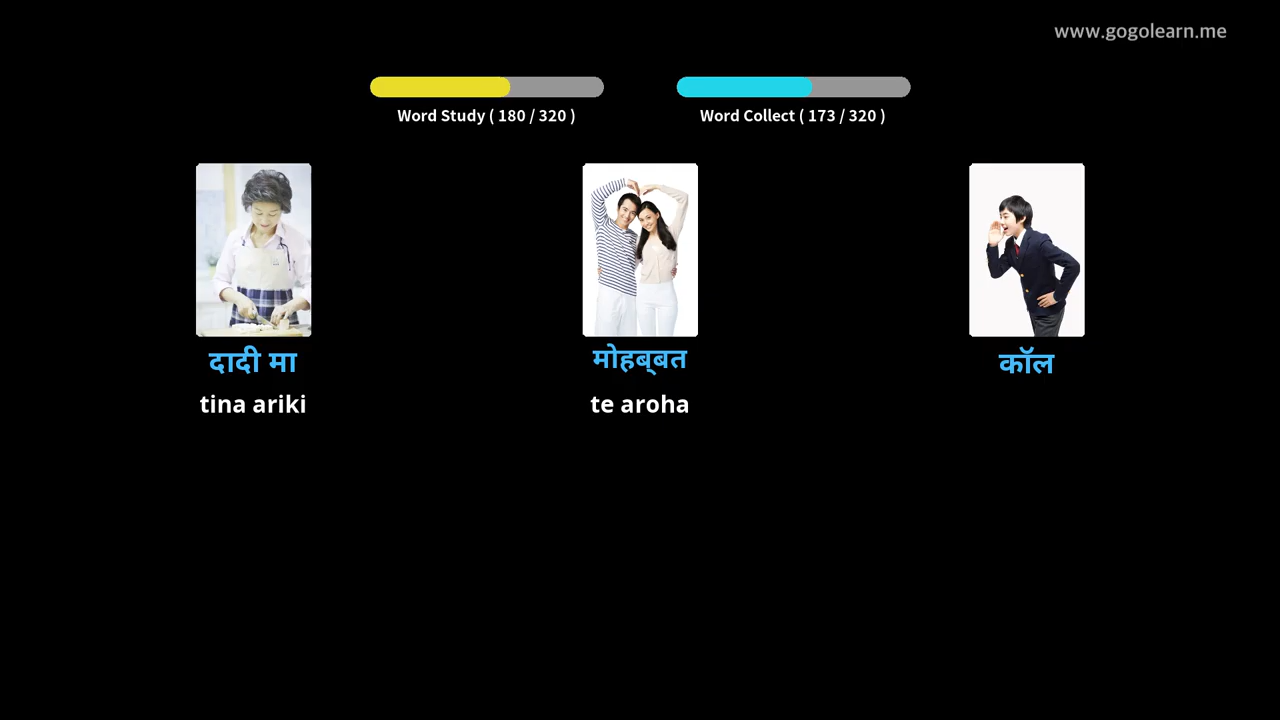 www.gogolearn.me
Word Study ( 180 / 320 )
Word Collect ( 173 / 320 )
दादी मा
मोहब्‌बत
कॉल
tina ariki
te aroha